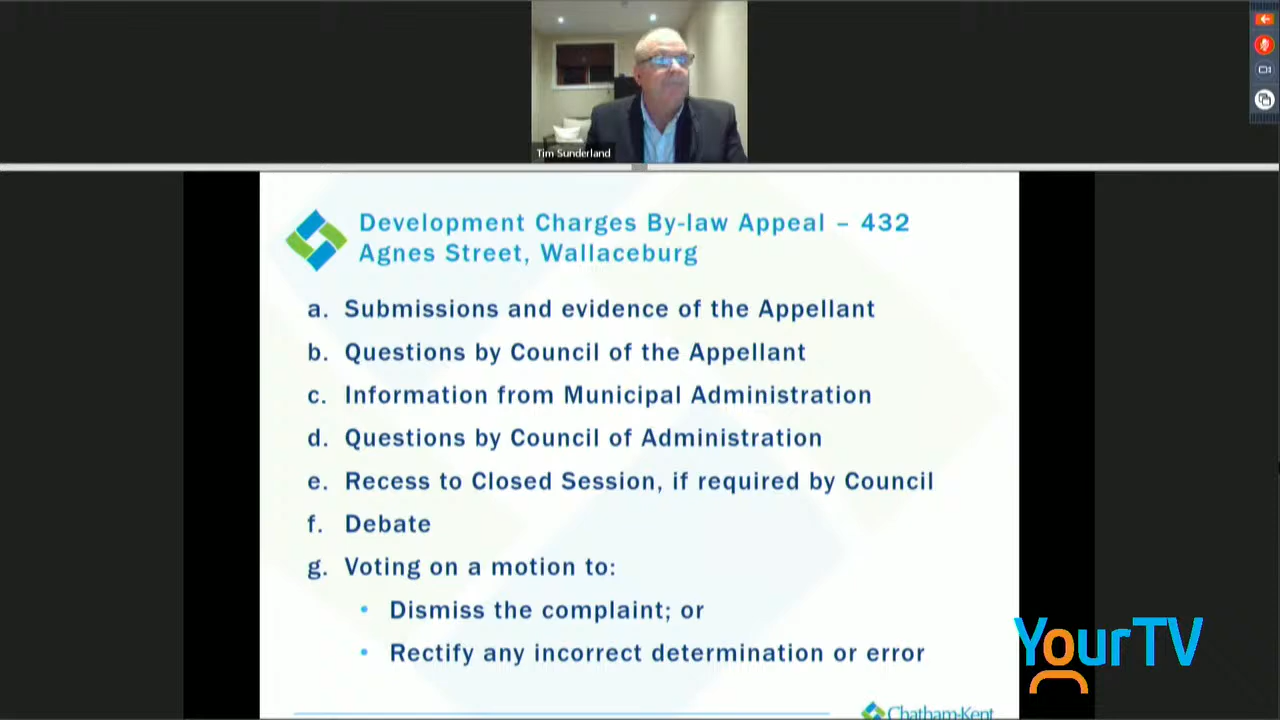 Tim Sunderland
Development Charges By-law Appeal – 432
Agnes Street, Wallaceburg
a. Submissions and evidence of the Appellant
b. Questions by Council of the Appellant
c. Information from Municipal Administration
d. Questions by Council of Administration
e. Recess to Closed Session, if required by Council
f. Debate
g. Voting on a motion to:
• Dismiss the complaint; or
• Rectify any incorrect determination or error
YourTV
Chatham-Kent